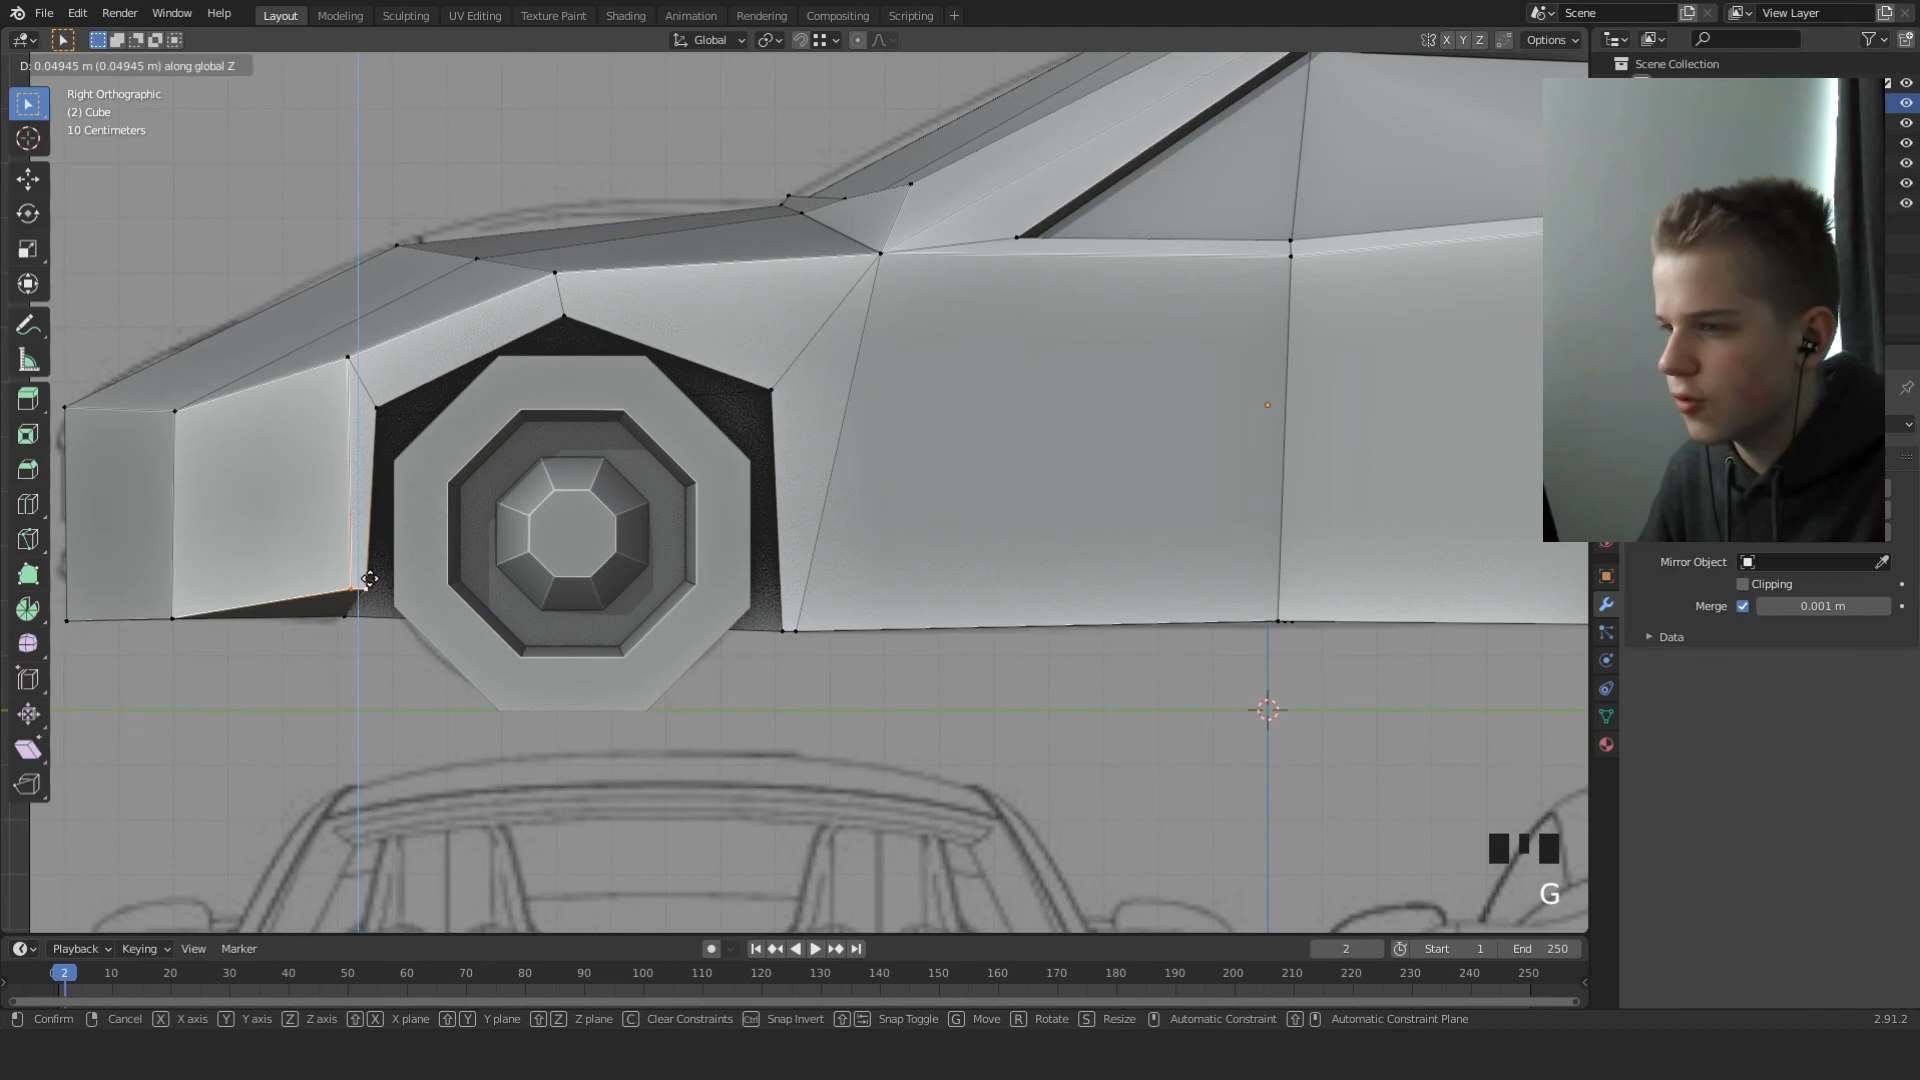 File Edit Render Window Help Layout Modeling Sculpting UV Editing Texture Paint Shading Animation Rendering Compositing Scripting + Scene View Layer
Global X Y Z Options
D: 0.04945 m (0.04945 m) along global Z
Scene Collection
Right Orthographic
(2) Cube
10 Centimeters
Mirror Object
Clipping
Merge 0.001 m
Data
G
Playback Keying View Marker 2 Start 1 End 250
2 10 20 30 40 50 60 70 80 90 100 110 120 130 140 150 160 170 180 190 200 210 220 230 240 250
Confirm Cancel X X axis Y Y axis Z Z axis X X plane Y Y plane Z Z plane C Clear Constraints Ctrl Snap Invert Snap Toggle G Move R Rotate S Resize Automatic Constraint Automatic Constraint Plane 2.91.2